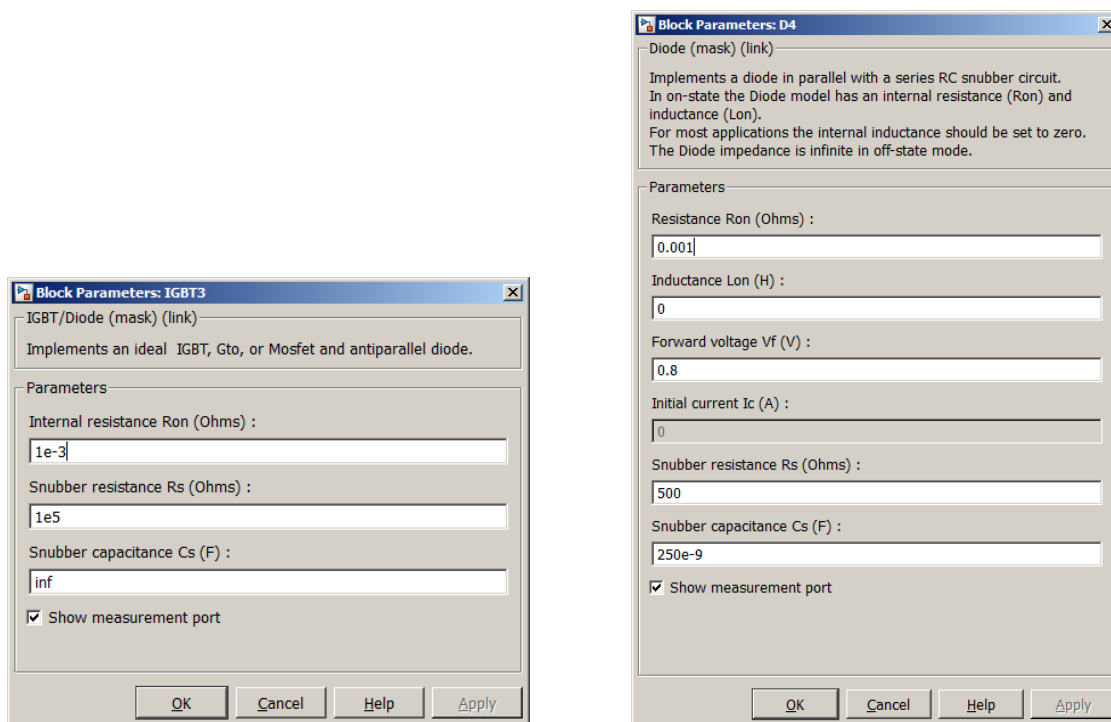 Block Parameters: IGBT3
IGBT/Diode (mask) (link)
Implements an ideal IGBT, Gto, or Mosfet and antiparallel diode.
Parameters
Internal resistance Ron (Ohms) :
1e-3
Snubber resistance Rs (Ohms) :
1e5
Snubber capacitance Cs (F) :
inf
Show measurement port
OK Cancel Help Apply
Block Parameters: D4
Diode (mask) (link)
Implements a diode in parallel with a series RC snubber circuit.
In on-state the Diode model has an internal resistance (Ron) and
inductance (Lon).
For most applications the internal inductance should be set to zero.
The Diode impedance is infinite in off-state mode.
Parameters
Resistance Ron (Ohms) :
0.001
Inductance Lon (H) :
0
Forward voltage Vf (V) :
0.8
Initial current Ic (A) :
0
Snubber resistance Rs (Ohms) :
500
Snubber capacitance Cs (F) :
250e-9
Show measurement port
OK Cancel Help Apply